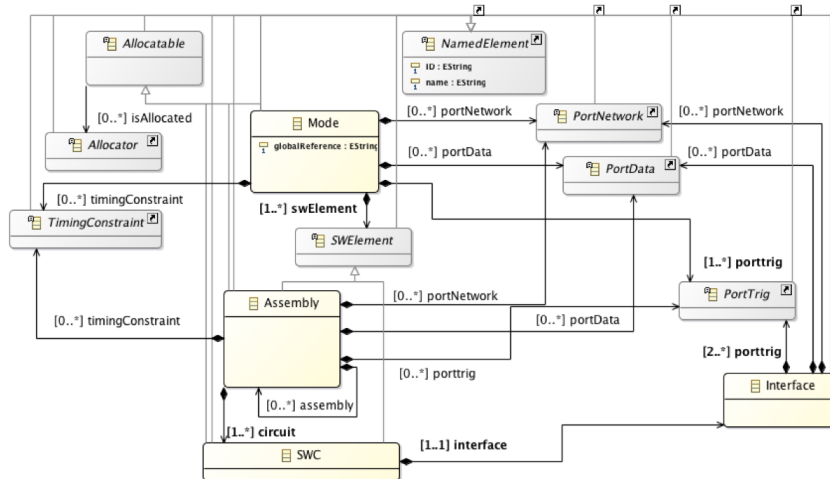 Allocatable
NamedElement
ID : EString
name : EString
[0..*] isAllocated
Allocator
Mode
globalReference : EString
[0..*] portNetwork
PortNetwork
[0..*] portNetwork
[0..*] portData
PortData
[0..*] portData
[0..*] timingConstraint
TimingConstraint
[1..*] swElement
SWElement
[1..*] porttrig
PortTrig
Assembly
[0..*] portNetwork
[0..*] timingConstraint
[0..*] portData
[2..*] porttrig
[0..*] porttrig
Interface
[0..*] assembly
[1..*] circuit
[1..1] interface
SWC